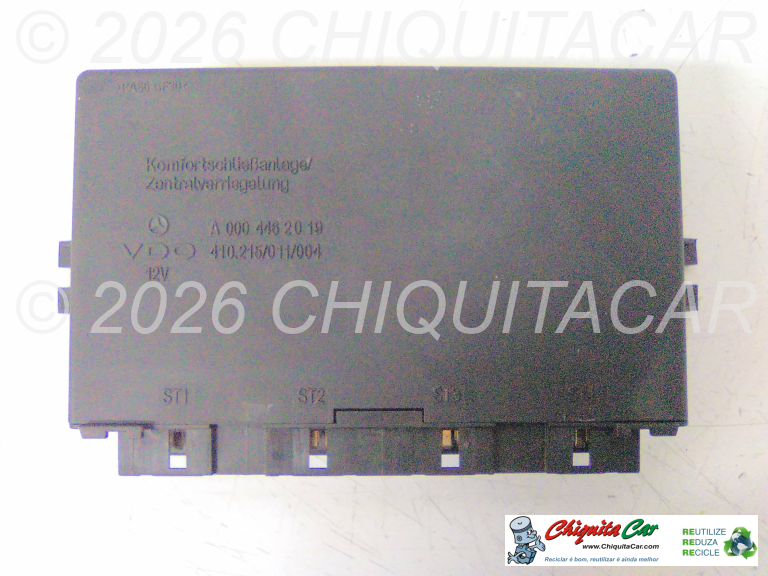 © 2026 CHIQUITACAR
Komfortschließanlage/
Zentralverriegelung
A 000 446 20 19
VDO 410.215/011/004
12V
© 2026 CHIQUITACAR
ST1 ST2 ST3
Chiquita Car
www.ChiquitaCar.com
Reciclar é bom, reutilizar é ainda melhor
REUTILIZE
REDUZA
RECICLE